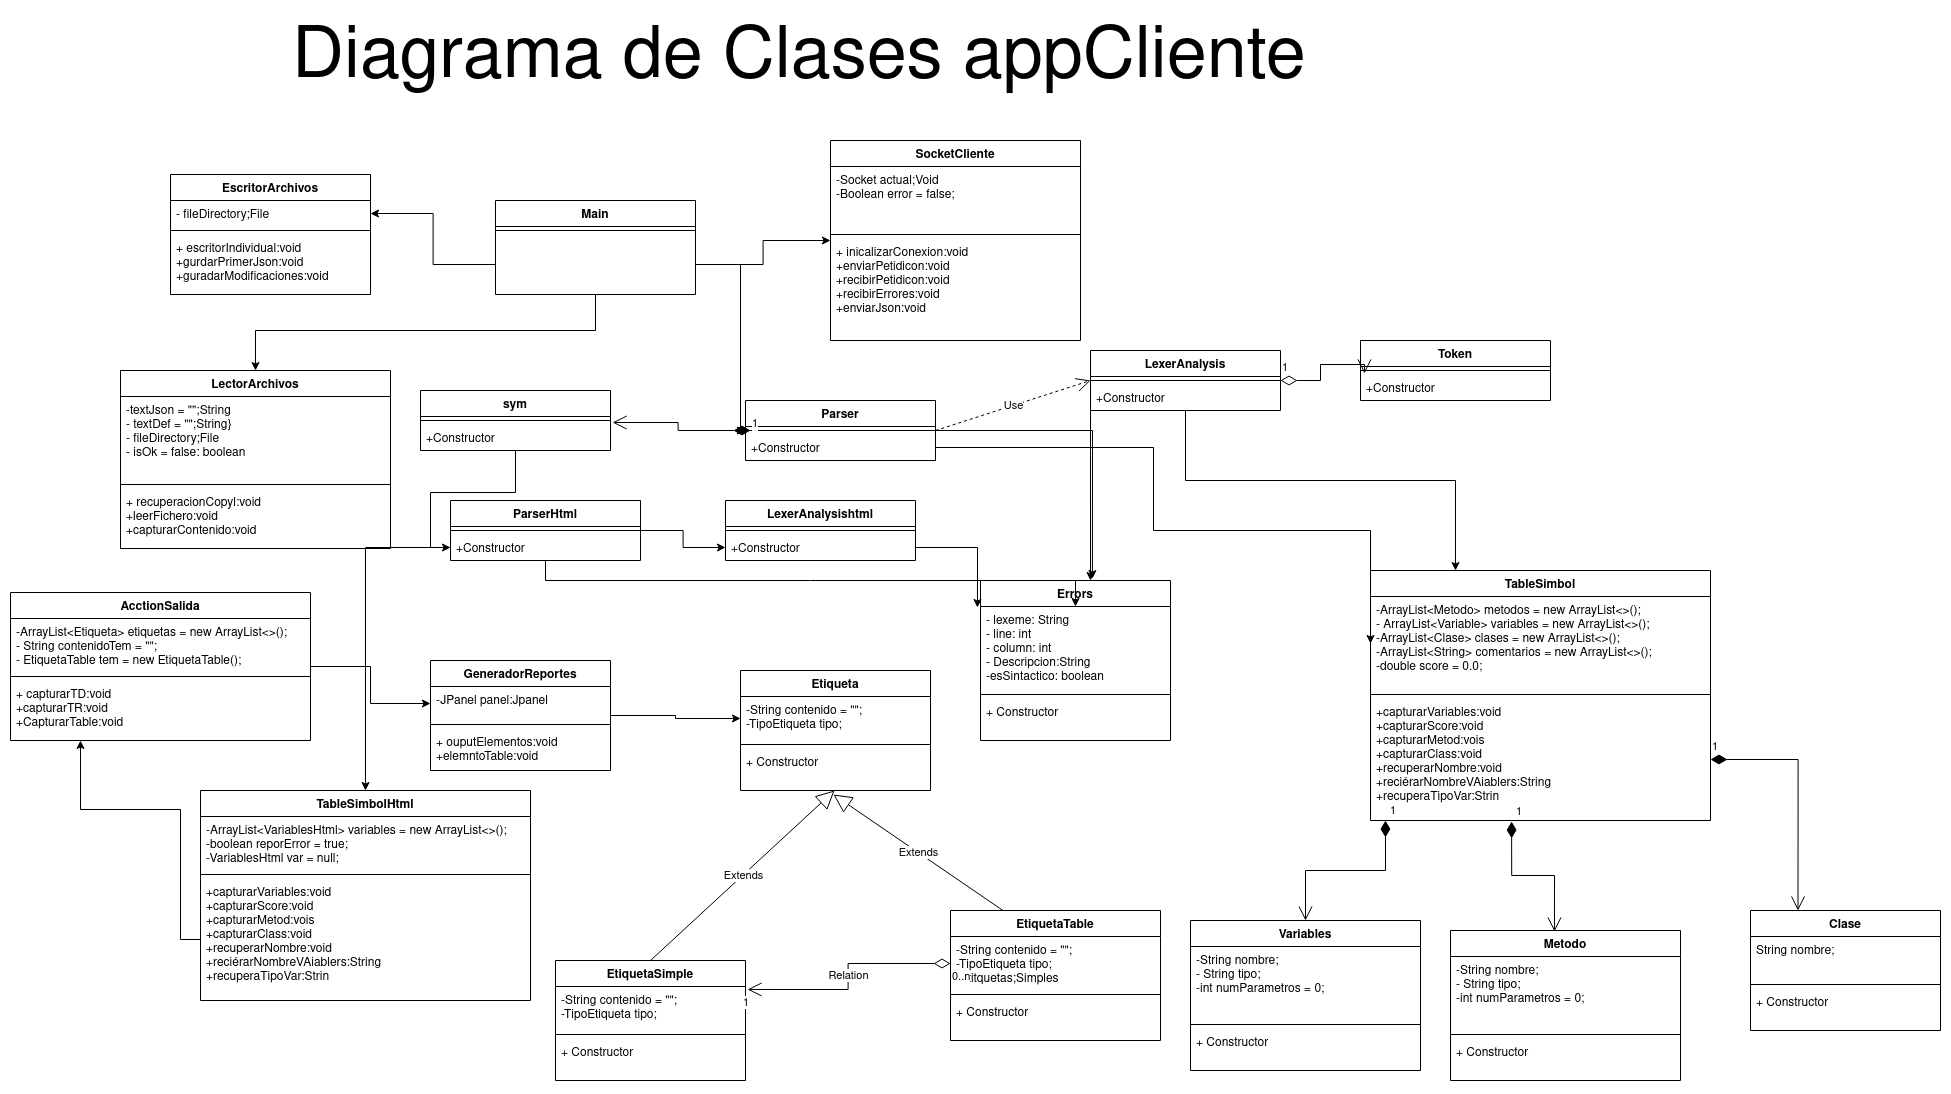 Diagrama de Clases appCliente
SocketCliente
-Socket actual;Void
-Boolean error = false;
+ inicalizarConexion:void
+enviarPetidicon:void
+recibirPetidicon:void
+recibirErrores:void
+enviarJson:void
EscritorArchivos
- fileDirectory;File
+ escritorIndividual:void
+gurdarPrimerJson:void
+guradarModificaciones:void
Main
LectorArchivos
-textJson = "";String
- textDef = "";String}
- fileDirectory;File
- isOk = false: boolean
+ recuperacionCopyl:void
+leerFichero:void
+capturarContenido:void
sym
+Constructor
1
Parser
+Constructor
Use
LexerAnalysis
+Constructor
1
Token
+Constructor
ParserHtml
+Constructor
LexerAnalysishtml
+Constructor
Errors
- lexeme: String
- line: int
- column: int
- Descripcion:String
-esSintactico: boolean
+ Constructor
TableSimbol
-ArrayList<Metodo> metodos = new ArrayList<>();
- ArrayList<Variable> variables = new ArrayList<>();
-ArrayList<Clase> clases = new ArrayList<>();
-ArrayList<String> comentarios = new ArrayList<>();
-double score = 0.0;
+capturarVariables:void
+capturarScore:void
+capturarMetod:vois
+capturarClass:void
+recuperarNombre:void
+reciérarNombreVAiablers:String
+recuperaTipoVar:Strin
1
1
1
AcctionSalida
-ArrayList<Etiqueta> etiquetas = new ArrayList<>();
- String contenidoTem = "";
- EtiquetaTable tem = new EtiquetaTable();
+ capturarTD:void
+capturarTR:void
+CapturarTable:void
GeneradorReportes
-JPanel panel:Jpanel
+ ouputElementos:void
+elemntoTable:void
Etiqueta
-String contenido = "";
-TipoEtiqueta tipo;
+ Constructor
TableSimbolHtml
-ArrayList<VariablesHtml> variables = new ArrayList<>();
-boolean reporError = true;
-VariablesHtml var = null;
+capturarVariables:void
+capturarScore:void
+capturarMetod:vois
+capturarClass:void
+recuperarNombre:void
+reciérarNombreVAiablers:String
+recuperaTipoVar:Strin
Extends
Extends
EtiquetaSimple
-String contenido = "";
-TipoEtiqueta tipo;
+ Constructor
1
Relation
EtiquetaTable
-String contenido = "";
-TipoEtiqueta tipo;
0..n
itquetas;Simples
+ Constructor
Variables
-String nombre;
- String tipo;
-int numParametros = 0;
+ Constructor
Metodo
-String nombre;
- String tipo;
-int numParametros = 0;
+ Constructor
Clase
String nombre;
+ Constructor